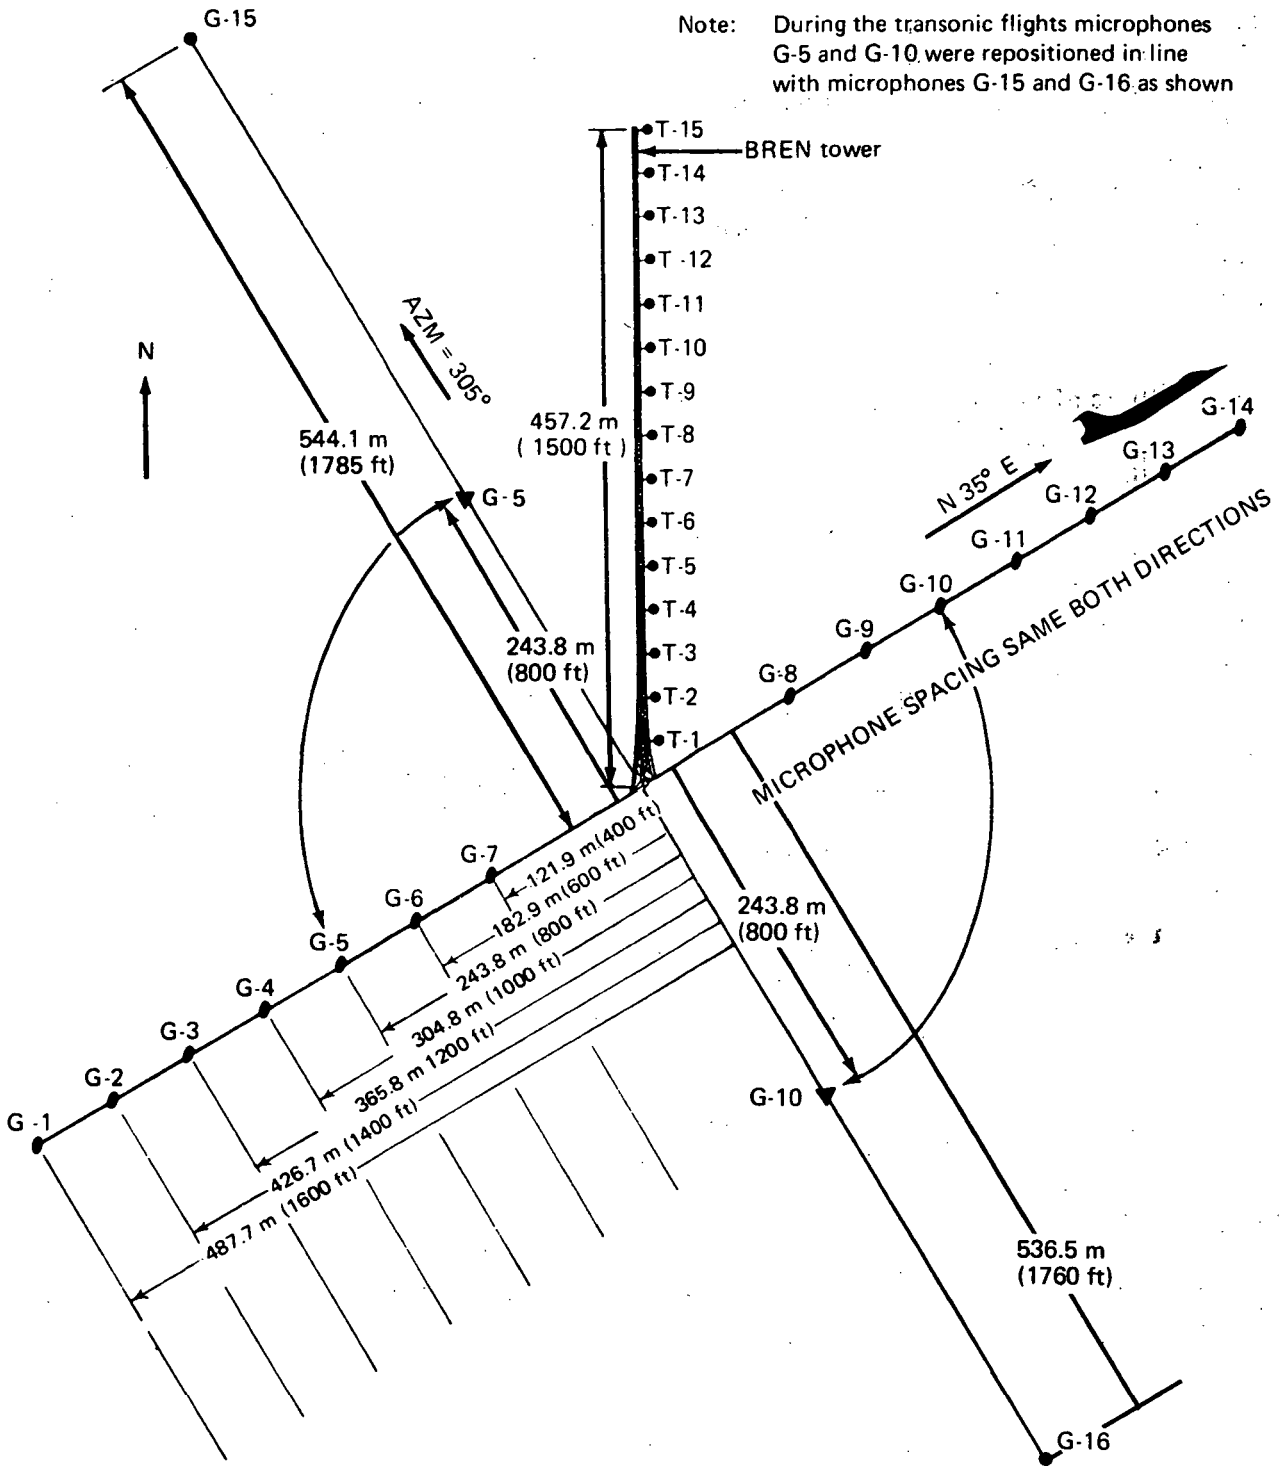 G-15
Note: During the transonic flights microphones
G-5 and G-10 were repositioned in line
with microphones G-15 and G-16 as shown
T-15
BREN tower
T-14
T-13
T-12
T-11
T-10
T-9
T-8
T-7
T-6
T-5
T-4
T-3
T-2
T-1
N
AZM = 305°
544.1 m
(1785 ft)
457.2 m
( 1500 ft )
G-5
243.8 m
(800 ft)
N 35° E
G-14
G-13
G-12
G-11
G-10
G-9
G-8
MICROPHONE SPACING SAME BOTH DIRECTIONS
G-7
G-6
G-5
G-4
G-3
G-2
G-1
121.9 m(400 ft)
182.9 m(600 ft)
243.8 m (800 ft)
304.8 m (1000 ft)
365.8 m 1200 ft)
426.7 m (1400 ft)
487.7 m (1600 ft)
243.8 m
(800 ft)
G-10
536.5 m
(1760 ft)
G-16